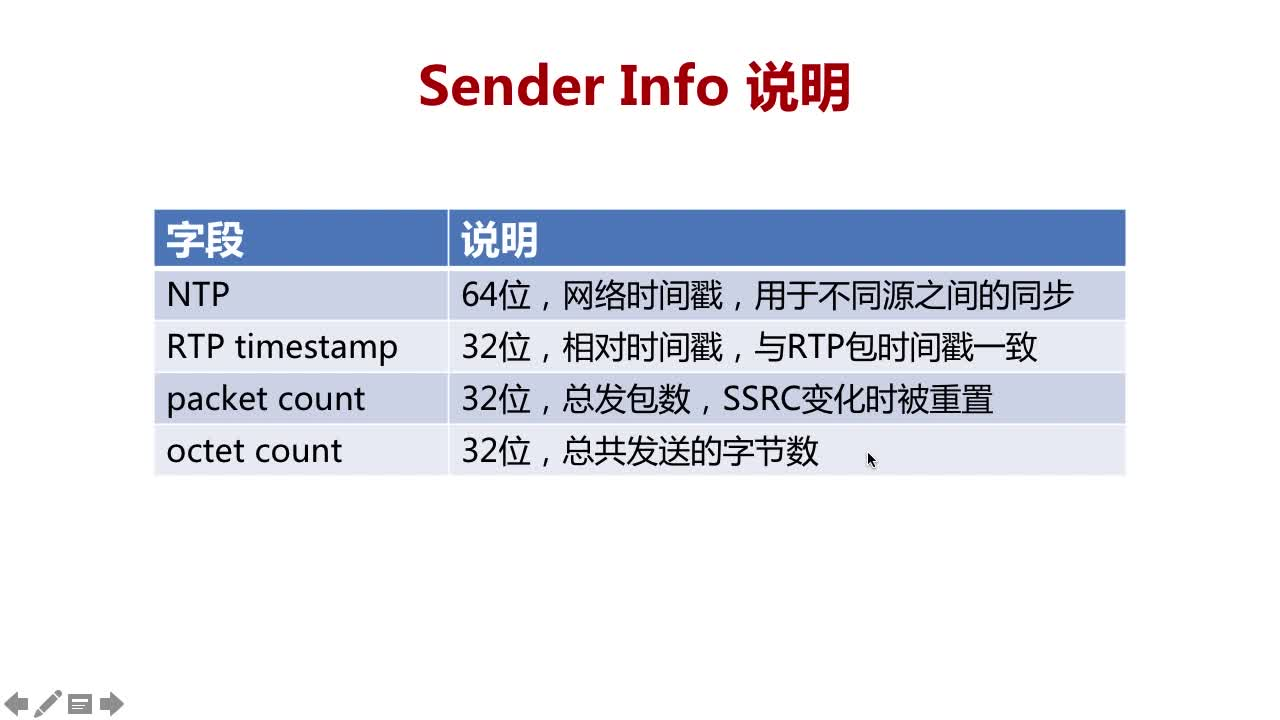 Sender Info 说明
字段 说明
NTP 64位，网络时间戳，用于不同源之间的同步
RTP timestamp 32位，相对时间戳，与RTP包时间戳一致
packet count 32位，总发包数，SSRC变化时被重置
octet count 32位，总共发送的字节数